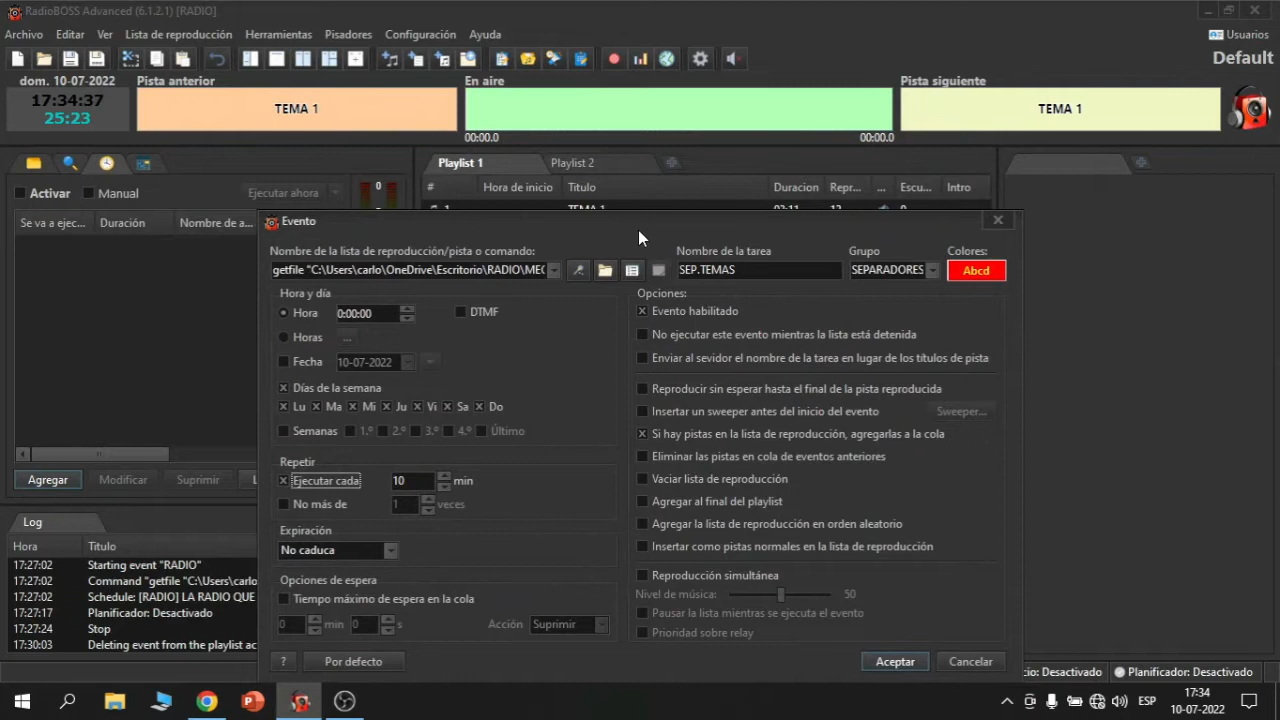 RadioBOSS Advanced (6.1.2.1) [RADIO]
Archivo Editar Ver Lista de reproducción Herramientas Pisadores Configuración Ayuda Usuarios
Default
dom. 10-07-2022 Pista anterior En aire Pista siguiente
17:34:37
25:23
TEMA 1 TEMA 1
00:00.0 00:00.0
Playlist 1 Playlist 2
Activar Manual Ejecutar ahora 0
# Hora de inicio Titulo Duracion Repr... ... Escu... Intro
1 TEMA 1 03:11 12 0
Se va a ejec... Duración Nombre de a...
Evento
Nombre de la lista de reproducción/pista o comando: Nombre de la tarea Grupo Colores:
getfile "C:\Users\carlo\OneDrive\Escritorio\RADIO\MEC SEP.TEMAS SEPARADORES Abcd
Hora y día Opciones:
Hora 0:00:00 DTMF Evento habilitado
Horas ... No ejecutar este evento mientras la lista está detenida
Fecha 10-07-2022 Enviar al sevidor el nombre de la tarea en lugar de los títulos de pista
Días de la semana Reproducir sin esperar hasta el final de la pista reproducida
Lu Ma Mi Ju Vi Sa Do Insertar un sweeper antes del inicio del evento Sweeper...
Semanas 1.º 2.º 3.º 4.º Último Si hay pistas en la lista de reproducción, agregarlas a la cola
Repetir Eliminar las pistas en cola de eventos anteriores
Ejecutar cada 10 min Vaciar lista de reproducción
No más de 1 veces Agregar al final del playlist
Expiración Agregar la lista de reproducción en orden aleatorio
No caduca Insertar como pistas normales en la lista de reproducción
Opciones de espera Reproducción simultánea
Tiempo máximo de espera en la cola Nivel de música: 50
Pausar la lista mientras se ejecuta el evento
0 min 0 s Acción Suprimir Prioridad sobre relay
? Por defecto Aceptar Cancelar
Agregar Modificar Suprimir L
Log
Hora Titulo
17:27:02 Starting event "RADIO"
17:27:02 Command "getfile "C:\Users\carlo
17:27:02 Schedule: [RADIO] LA RADIO QUE
17:27:17 Planificador: Desactivado
17:27:24 Stop
17:30:03 Deleting event from the playlist ac
cio: Desactivado Planificador: Desactivado
ESP 17:34
10-07-2022